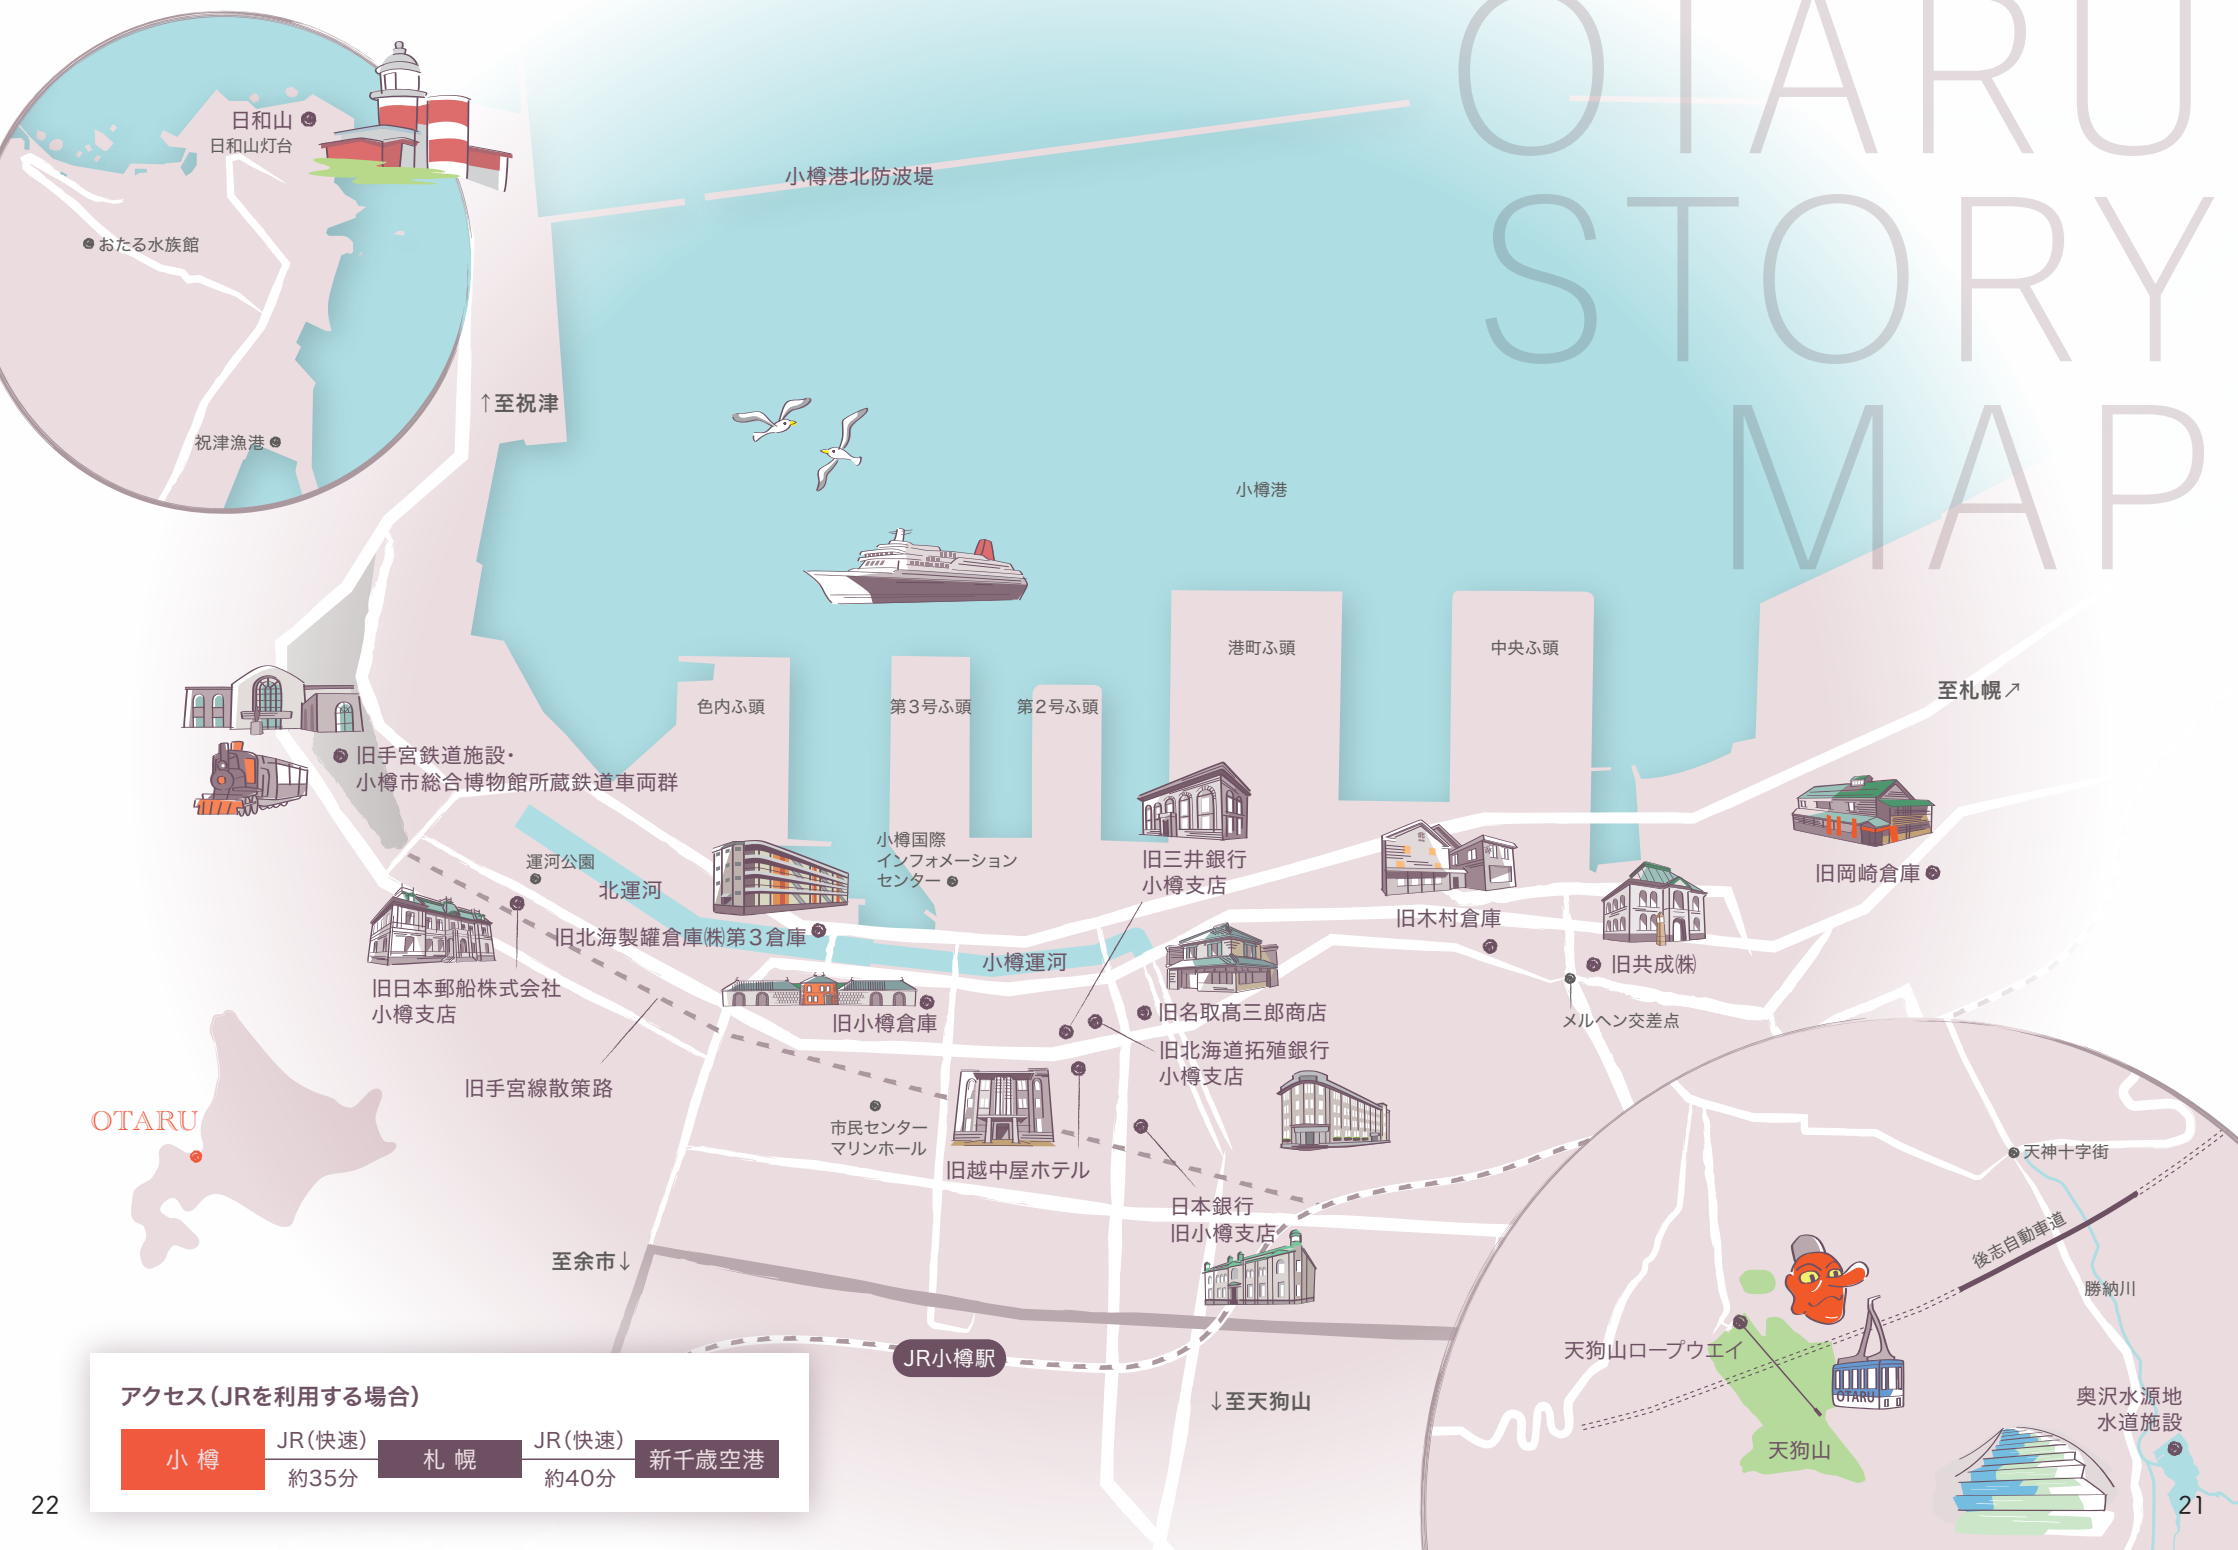 OTARU
STORY
MAP
日和山
日和山灯台
おたる水族館
祝津漁港
小樽港北防波堤
↑至祝津
小樽港
港町ふ頭
中央ふ頭
色内ふ頭
第3号ふ頭
第2号ふ頭
至札幌↗
旧手宮鉄道施設・
小樽市総合博物館所蔵鉄道車両群
運河公園
北運河
小樽国際
インフォメーション
センター
旧三井銀行
小樽支店
旧岡崎倉庫
旧木村倉庫
旧北海製罐倉庫㈱第3倉庫
小樽運河
旧共成㈱
旧日本郵船株式会社
小樽支店
旧小樽倉庫
旧名取髙三郎商店
メルヘン交差点
旧北海道拓殖銀行
小樽支店
旧手宮線散策路
OTARU
市民センター
マリンホール
旧越中屋ホテル
日本銀行
旧小樽支店
天神十字街
後志自動車道
勝納川
至余市↓
JR小樽駅
↓至天狗山
天狗山ロープウエイ
OTARU
天狗山
奥沢水源地
水道施設
アクセス（JRを利用する場合）
小樽
JR（快速）
約35分
札幌
JR（快速）
約40分
新千歳空港
22
21